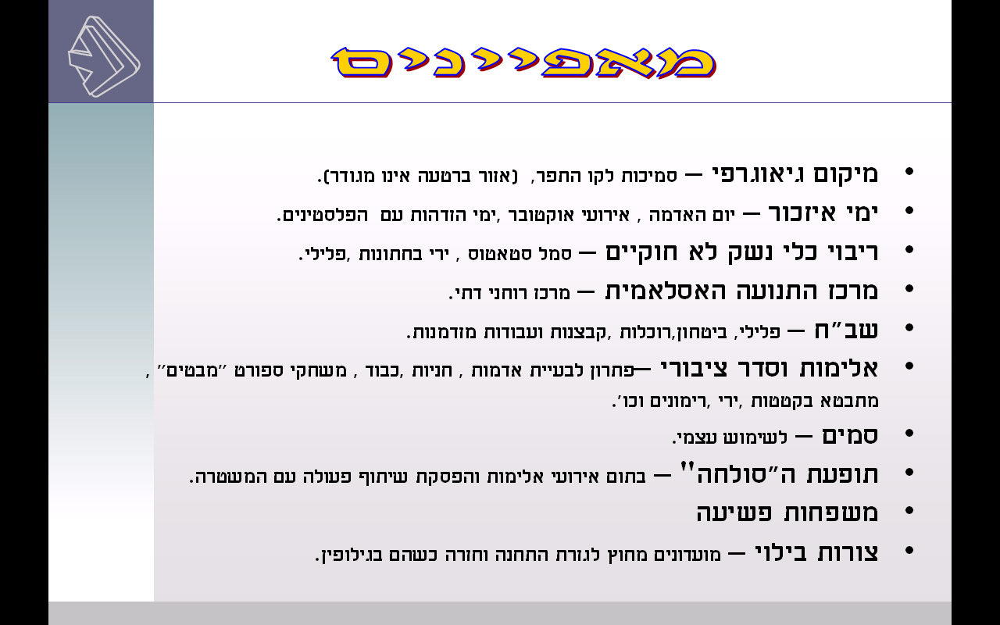 מאפיינים
• מיקום גיאוגרפי – סמיכות לקו התפר, (אזור ברטעה אינו מגודר).
• ימי איזכור – יום האדמה , אירועי אוקטובר ,ימי הזדהות עם הפלסטינים.
• ריבוי כלי נשק לא חוקיים – סמל סטאטוס , ירי בחתונות ,פלילי.
• מרכז התנועה האסלאמית – מרכז רוחני דתי.
• שב"ח – פלילי, ביטחון,רוכלות ,קבצנות ועבודות מזדמנות.
• אלימות וסדר ציבורי –פתרון לבעיית אדמות , חניות ,כבוד , משחקי ספורט "מבטים" ,
מתבטא בקטטות ,ירי ,רימונים וכו'.
• סמים – לשימוש עצמי.
• תופעת ה"סולחה" – בתום אירועי אלימות והפסקת שיתוף פעולה עם המשטרה.
• משפחות פשיעה
• צורות בילוי – מועדונים מחוץ לגזרת התחנה וחזרה כשהם בגילופין.